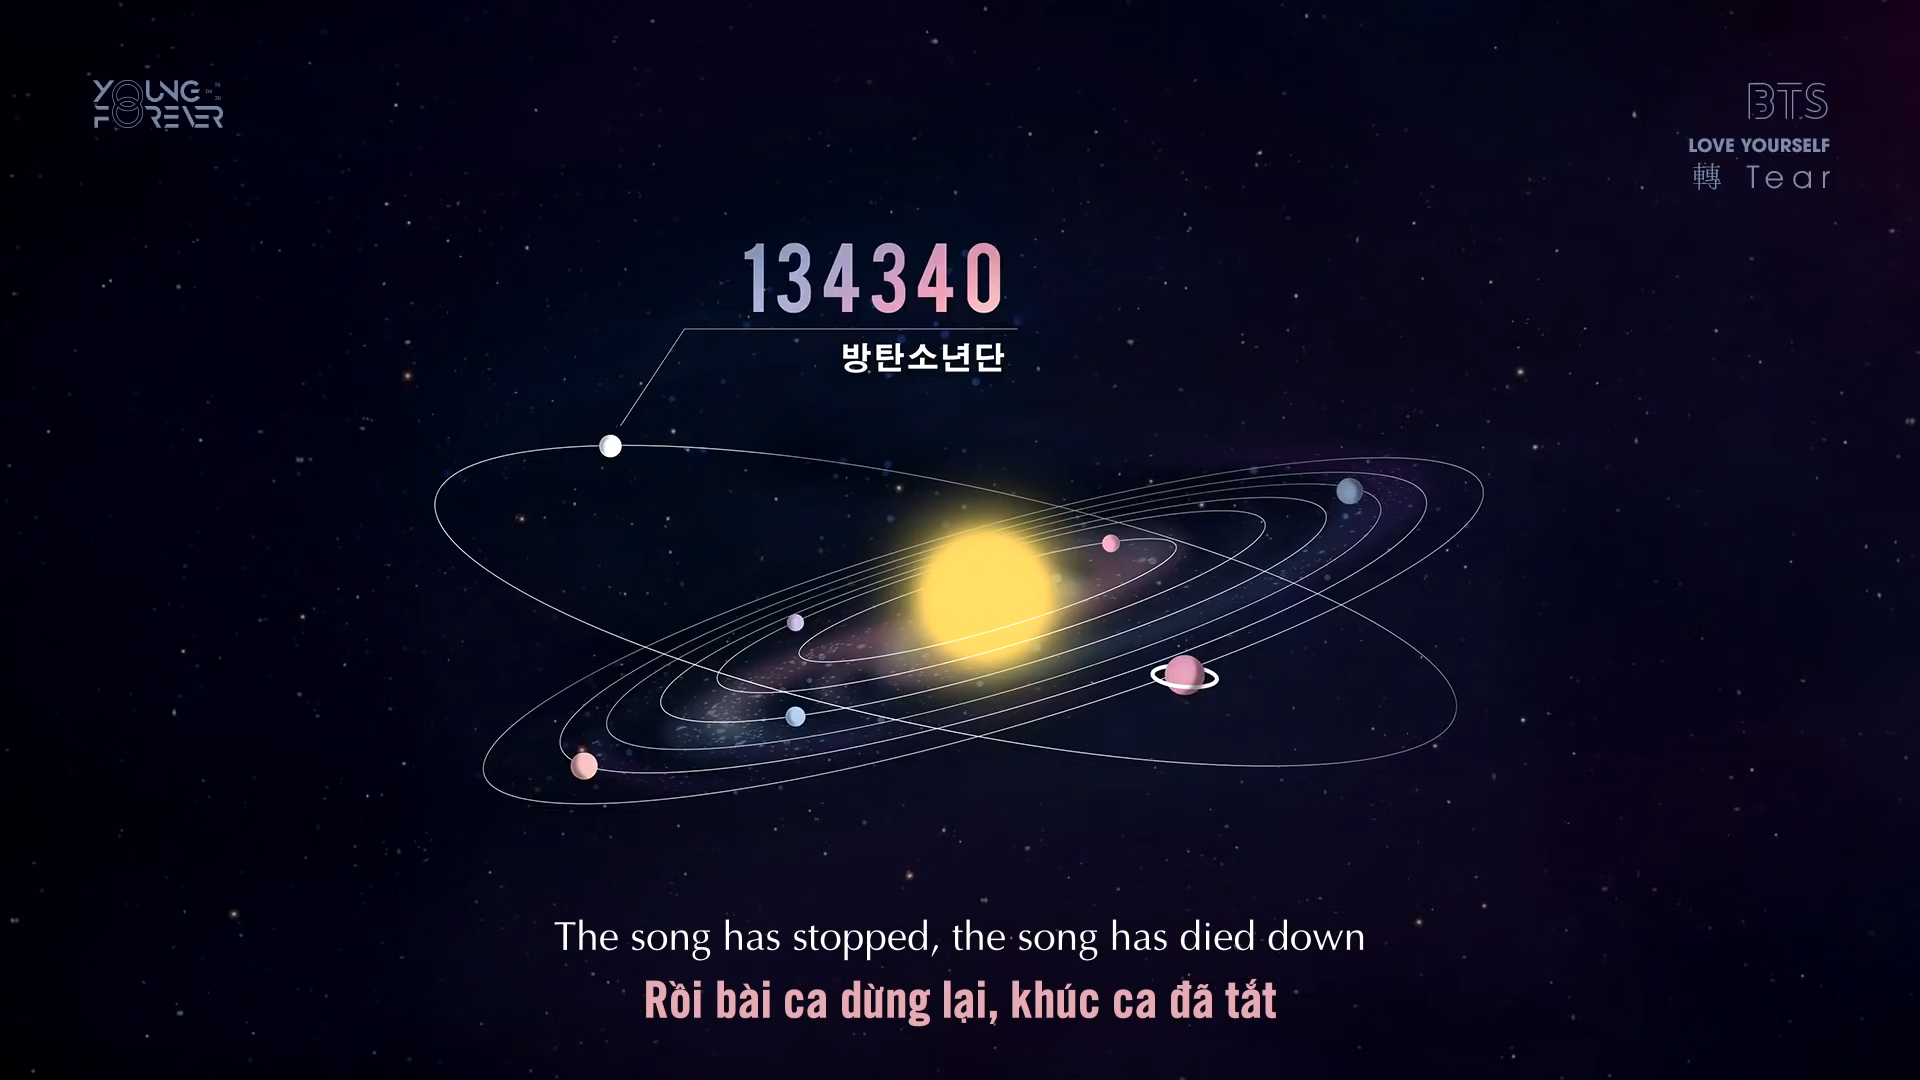 YOUNG
FOREVER
BTS
LOVE YOURSELF
轉 Tear
134340
방탄소년단
The song has stopped, the song has died down
Rồi bài ca dừng lại, khúc ca đã tắt